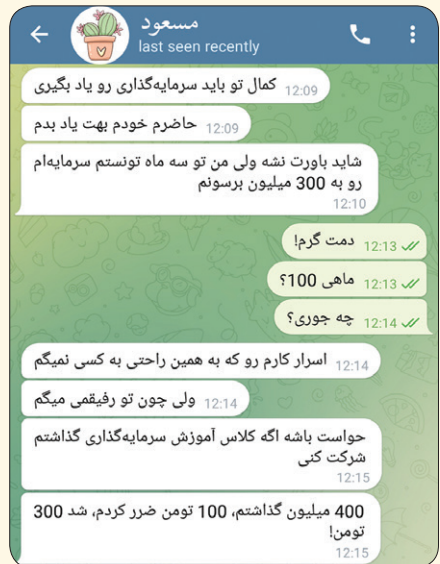 مسعود
last seen recently
کمال تو باید سرمایه‌گذاری رو یاد بگیری
12:09
حاضرم خودم بهت یاد بدم
12:09
شاید باورت نشه ولی من تو سه ماه تونستم سرمایه‌ام
رو به 300 میلیون برسونم
12:10
دمت گرم!
12:13
ماهی 100؟
12:13
چه جوری؟
12:14
اسرار کارم رو که به همین راحتی به کسی نمیگم
12:14
ولی چون تو رفیقمی میگم
12:14
حواست باشه اگه کلاس آموزش سرمایه‌گذاری گذاشتم
شرکت کنی
12:15
400 میلیون گذاشتم، 100 تومن ضرر کردم، شد 300
تومن!
12:15